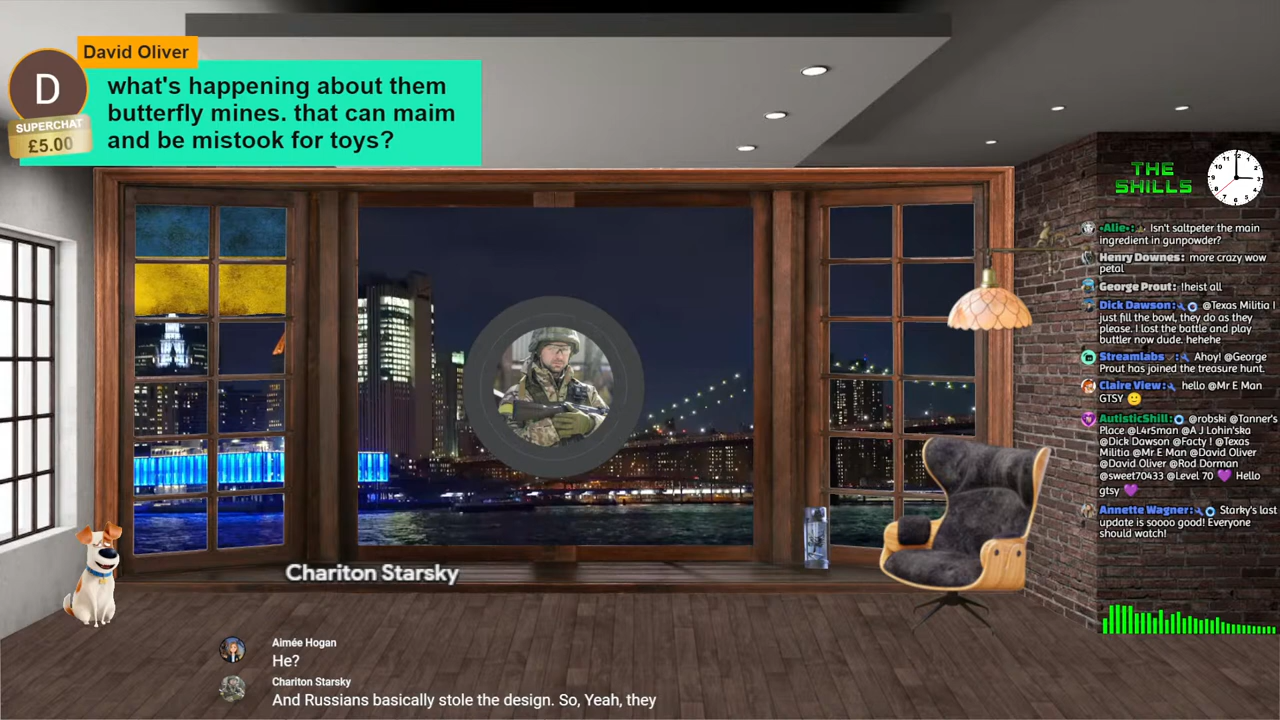 David Oliver
D
SUPERCHAT
£5.00
what's happening about them
butterfly mines. that can maim
and be mistook for toys?
THE
SHILLS
•Alie•: Isn't saltpeter the main
ingredient in gunpowder?
Henry Downes: more crazy wow
petal
George Prout: !heist all
Dick Dawson: @Texas Militia !
just fill the bowl, they do as they
please. I lost the battle and play
buttler now dude. hehehe
Streamlabs: Ahoy! @George
Prout has joined the treasure hunt.
Claire View: hello @Mr E Man
GTSY 🙂
AutisticShill: @robski @Tanner's
Place @L4r5man @A J Lohin'ska
@Dick Dawson @Facty ! @Texas
Militia @Mr E Man @David Oliver
@David Oliver @Rod Dorman
@sweet70433 @Level 70 💜 Hello
gtsy 💜
Annette Wagner: Starky's last
update is soooo good! Everyone
should watch!
Chariton Starsky
Aimée Hogan
He?
Chariton Starsky
And Russians basically stole the design. So, Yeah, they